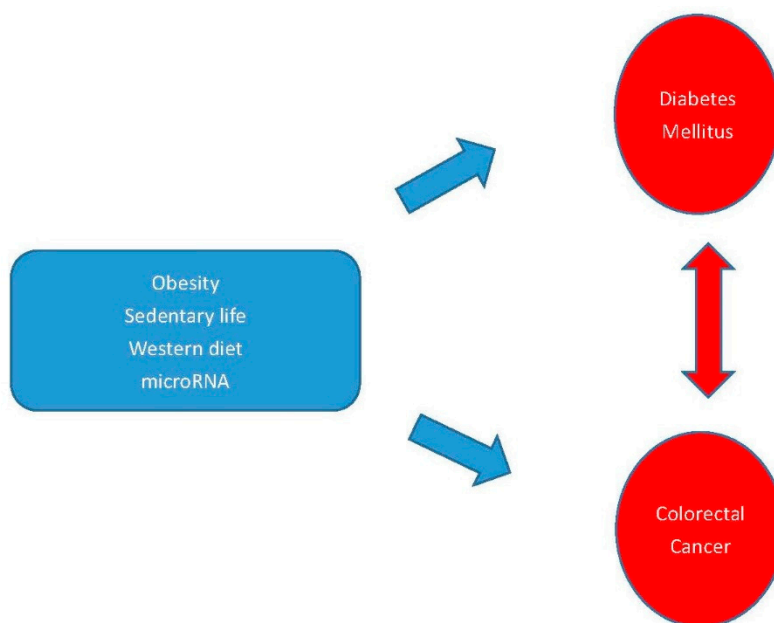 Diabetes
Mellitus
Obesity
Sedentary life
Western diet
microRNA
Colorectal
Cancer